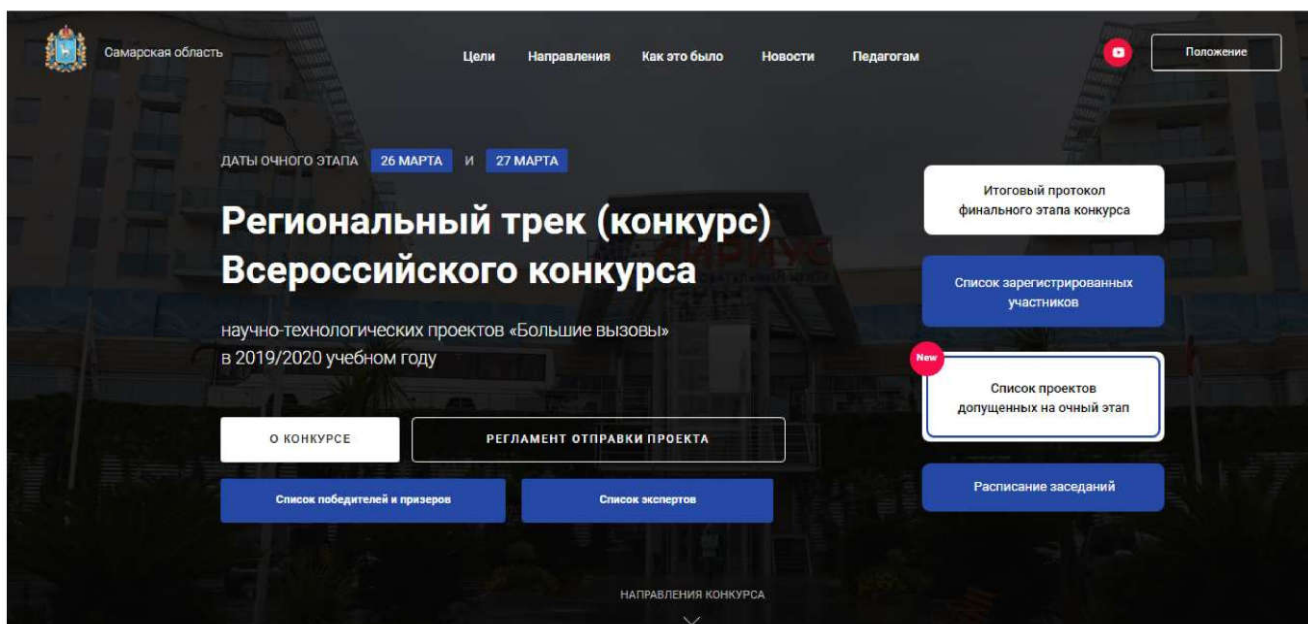 Самарская область
Цели
Направления
Как это было
Новости
Педагогам
Положение
ДАТЫ ОЧНОГО ЭТАПА 26 МАРТА И 27 МАРТА
Региональный трек (конкурс)
Всероссийского конкурса
научно-технологических проектов «Большие вызовы»
в 2019/2020 учебном году
О КОНКУРСЕ
РЕГЛАМЕНТ ОТПРАВКИ ПРОЕКТА
Список победителей и призеров
Список экспертов
Итоговый протокол
финального этапа конкурса
Список зарегистрированных
участников
New
Список проектов
допущенных на очный этап
Расписание заседаний
СИРИУС
НАПРАВЛЕНИЯ КОНКУРСА